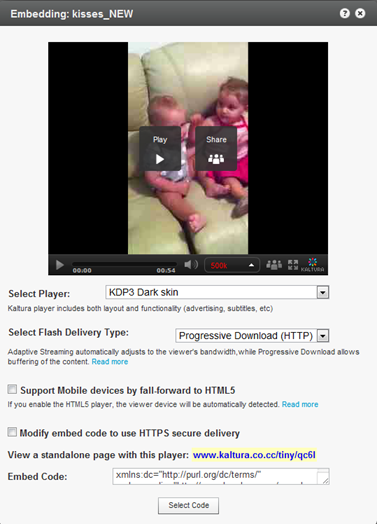 Embedding: kisses_NEW
Play
Share
00:00
00:54
500k
KALTURA
Select Player:
KDP3 Dark skin
Kaltura player includes both layout and functionality (advertising, subtitles, etc)
Select Flash Delivery Type:
Progressive Download (HTTP)
Adaptive Streaming automatically adjusts to the viewer's bandwidth,while Progressive Download allows
buffering of the content. Read more
Support Mobile devices by fall-forward to HTML5
If you enable the HTML5 player, the viewer device will be automatically detected. Read more
Modify embed code to use HTTPS secure delivery
View a standalone page with this player: www.kaltura.co.cc/tiny/qc6l
Embed Code:
xmlns:dc="http://purl.org/dc/terms/"
Select Code